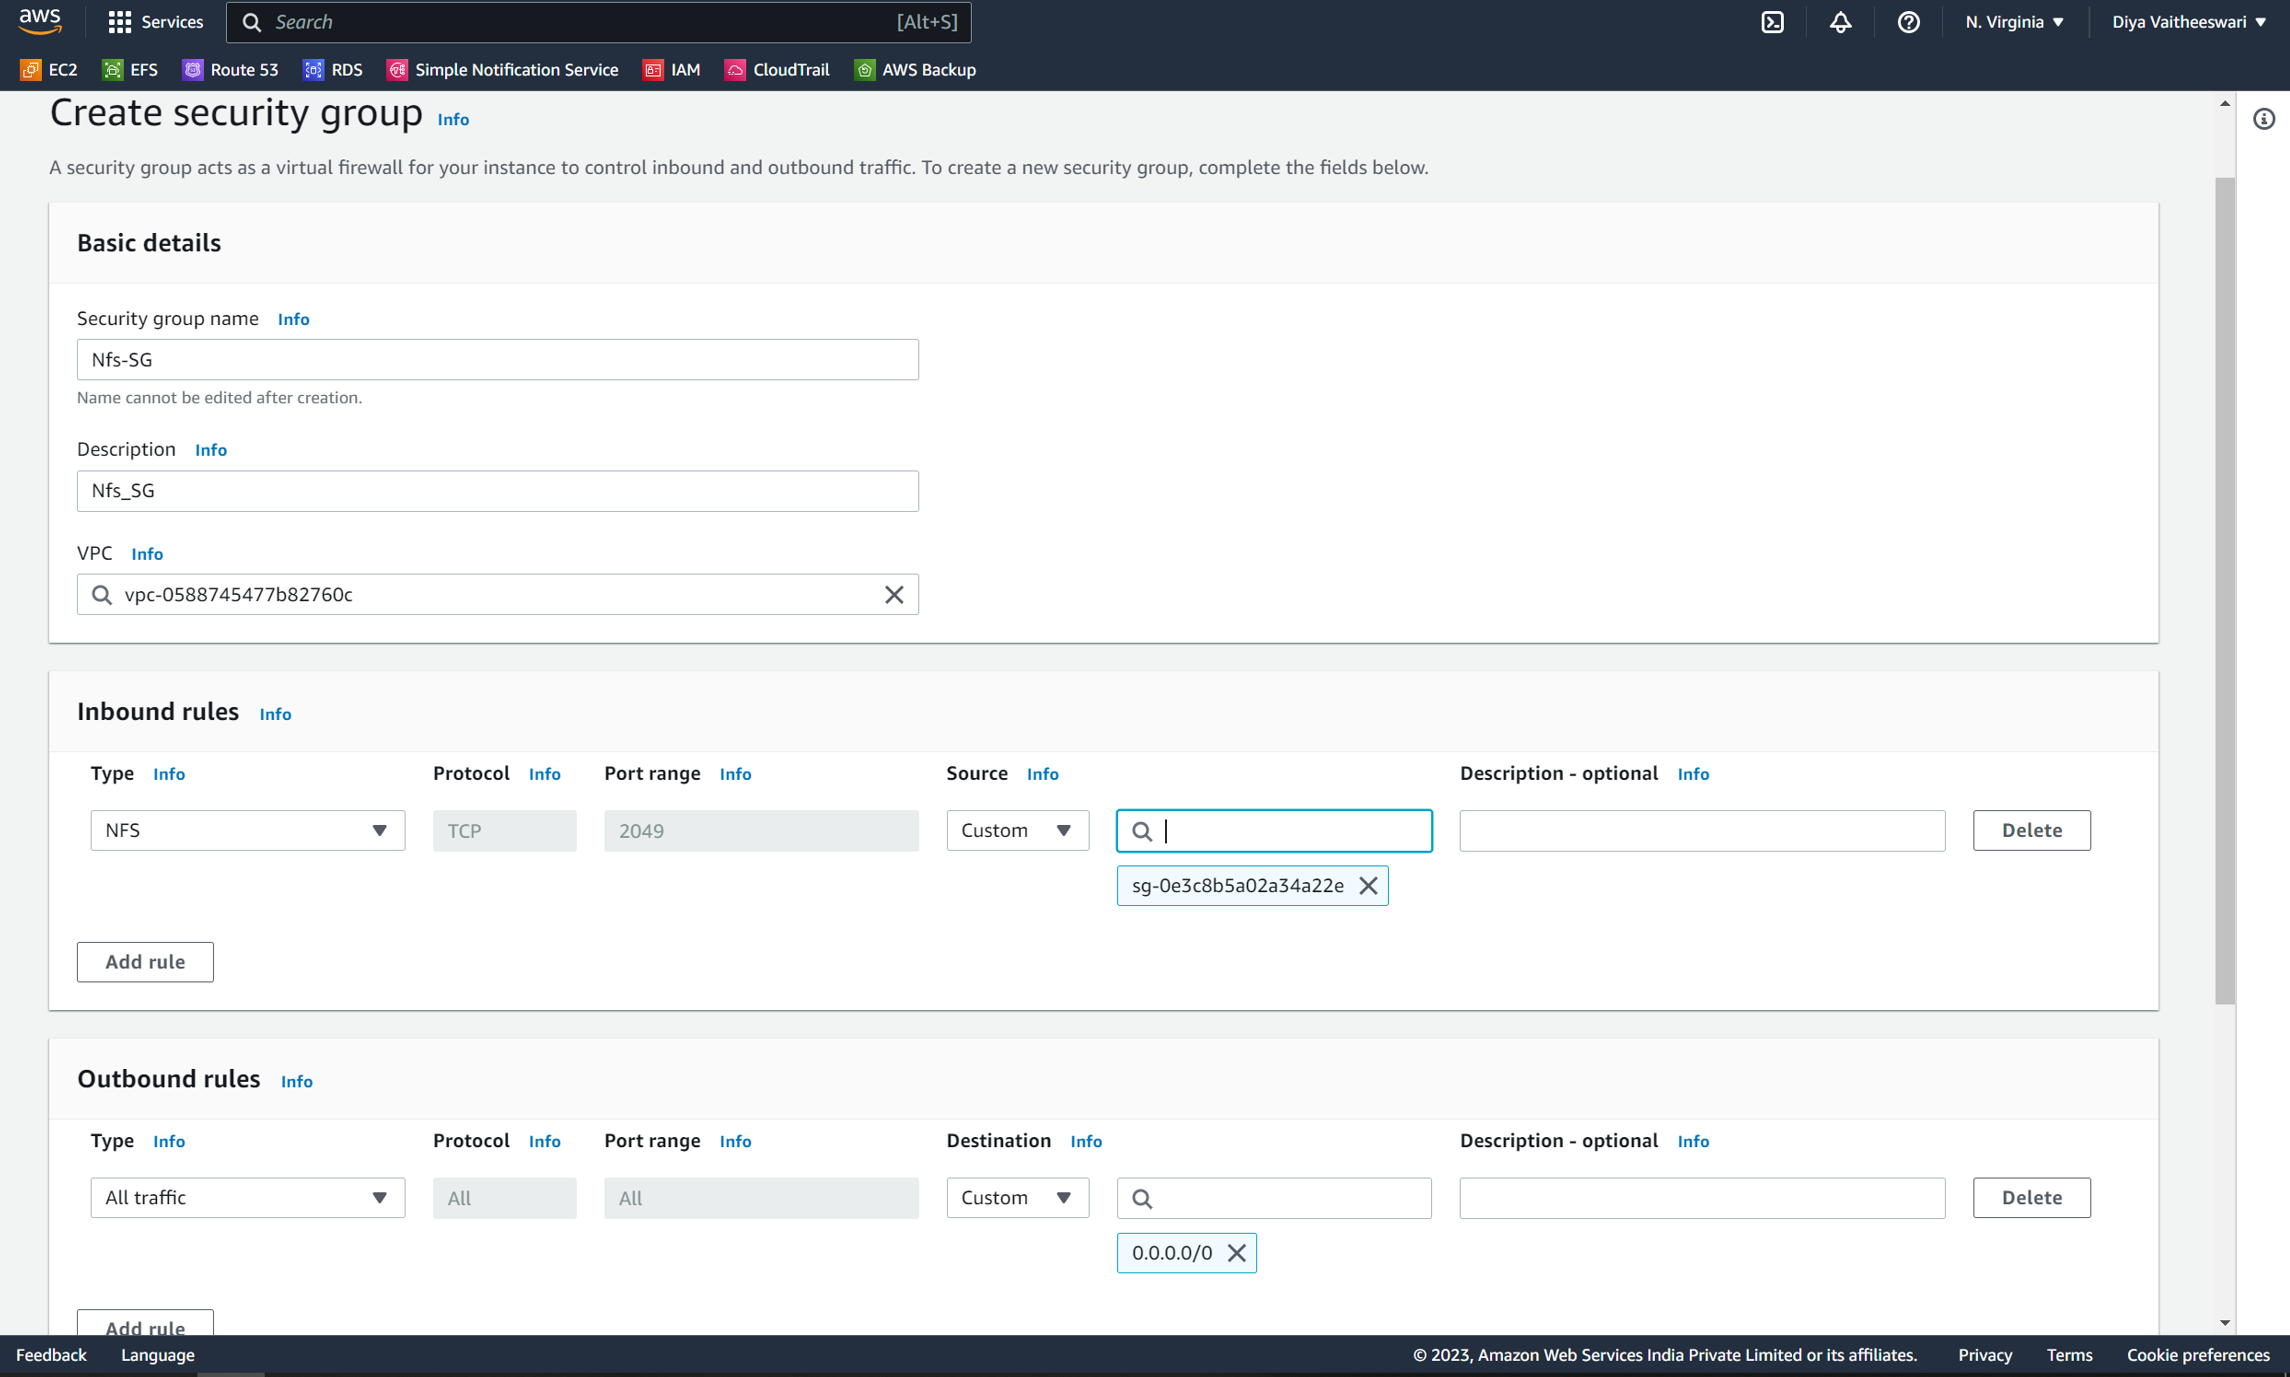 aws Services Search [Alt+S] N. Virginia ▼ Diya Vaitheeswari ▼
EC2 EFS Route 53 RDS Simple Notification Service IAM CloudTrail AWS Backup
Create security group Info
A security group acts as a virtual firewall for your instance to control inbound and outbound traffic. To create a new security group, complete the fields below.
Basic details
Security group name Info
Nfs-SG
Name cannot be edited after creation.
Description Info
Nfs_SG
VPC Info
vpc-0588745477b82760c
Inbound rules Info
Type Info Protocol Info Port range Info Source Info Description - optional Info
NFS TCP 2049 Custom Delete
sg-0e3c8b5a02a34a22e
Add rule
Outbound rules Info
Type Info Protocol Info Port range Info Destination Info Description - optional Info
All traffic All All Custom Delete
0.0.0.0/0
Add rule
Feedback Language © 2023, Amazon Web Services India Private Limited or its affiliates. Privacy Terms Cookie preferences